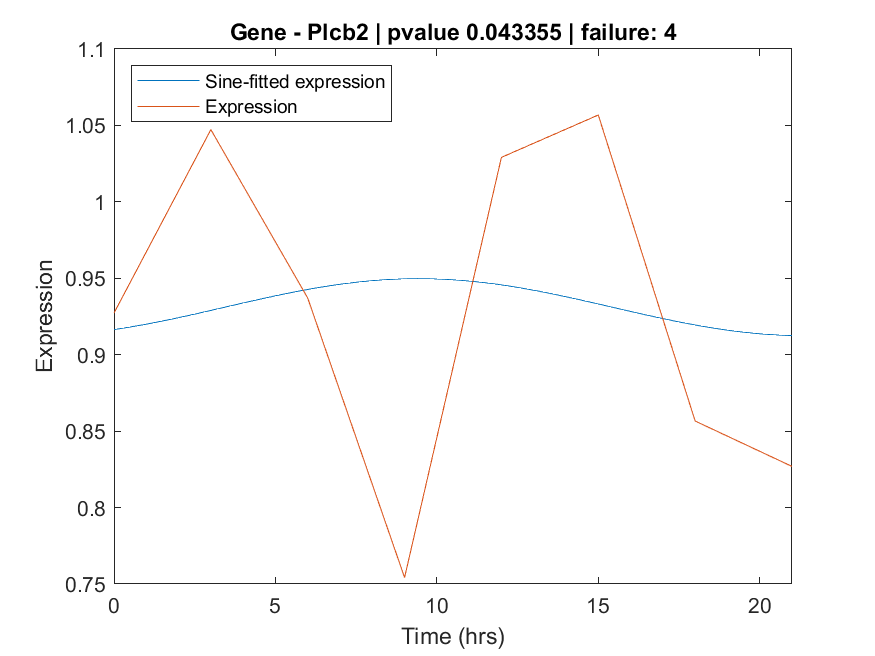 Gene - Plcb2 | pvalue 0.043355 | failure: 4
1.1
1.05
1
0.95
0.9
0.85
0.8
0.75
Expression
Sine-fitted expression
Expression
0 5 10 15 20
Time (hrs)